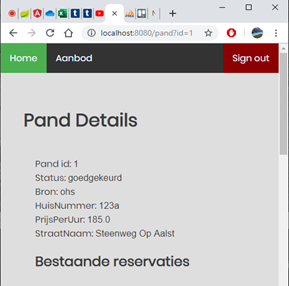 localhost:8080/pand?id=1
Home Aanbod Sign out
Pand Details
Pand id: 1
Status: goedgekeurd
Bron: ohs
HuisNummer: 123a
PrijsPerUur: 185.0
StraatNaam: Steenweg Op Aalst
Bestaande reservaties